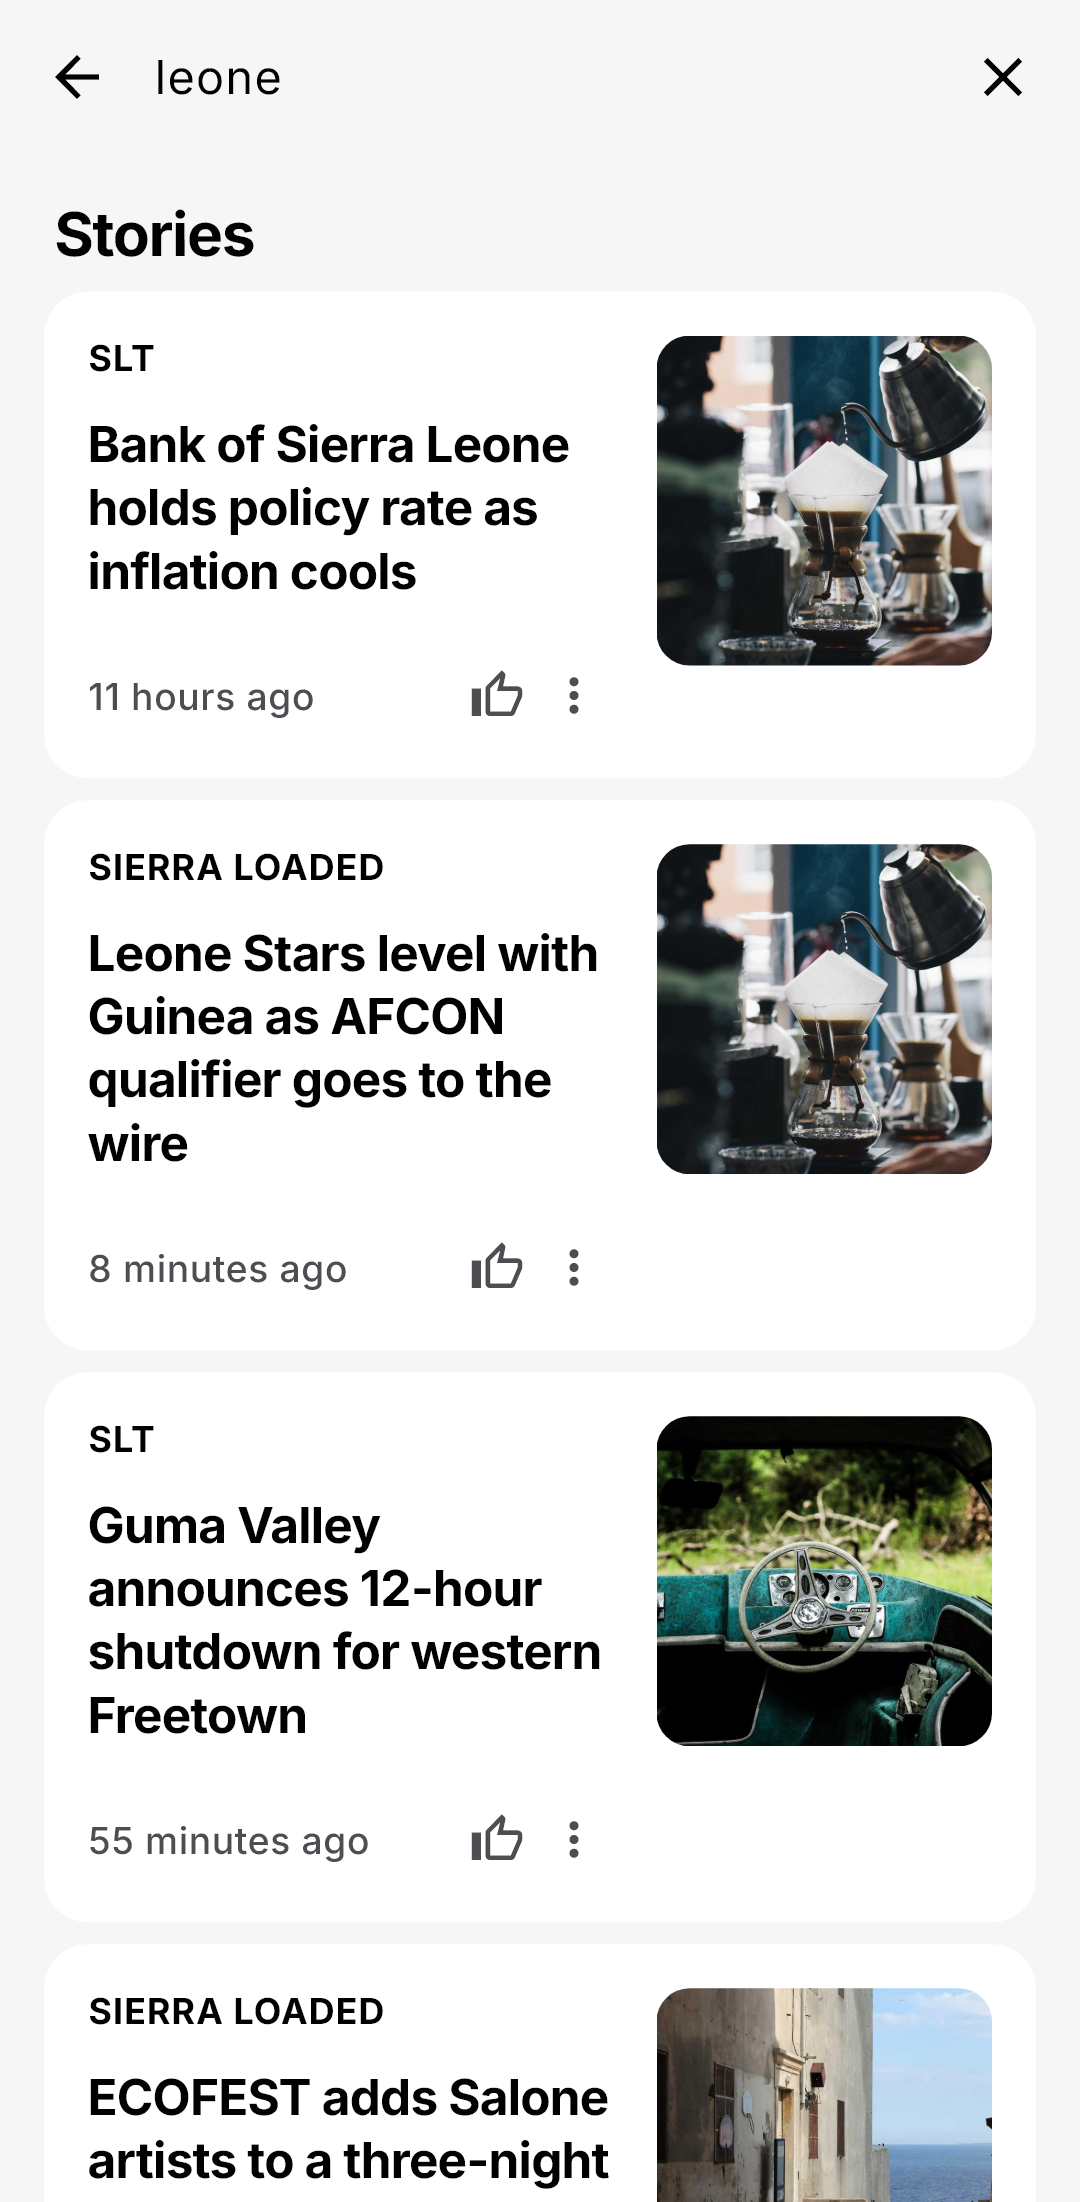 leone
Stories
SLT
Bank of Sierra Leone
holds policy rate as
inflation cools
11 hours ago
SIERRA LOADED
Leone Stars level with
Guinea as AFCON
qualifier goes to the
wire
8 minutes ago
SLT
Guma Valley
announces 12-hour
shutdown for western
Freetown
55 minutes ago
SIERRA LOADED
ECOFEST adds Salone
artists to a three-night